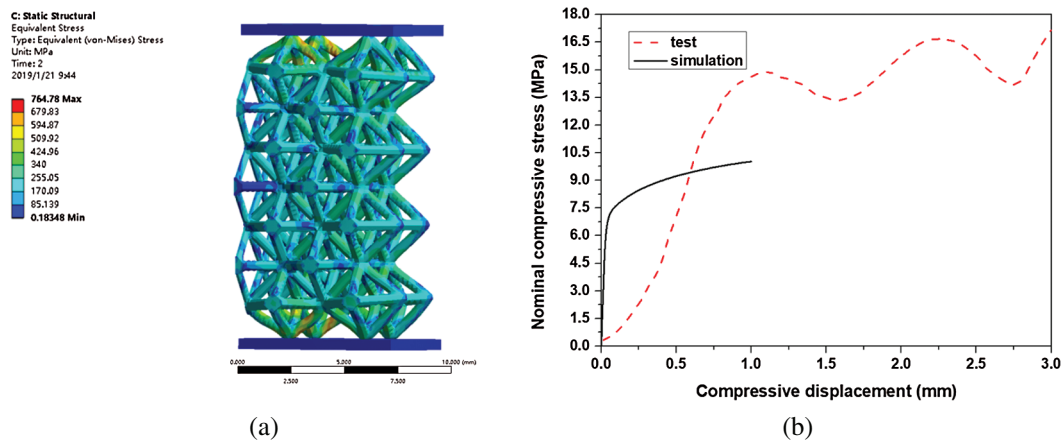 C: Static Structural
Equivalent Stress
Type: Equivalent (von-Mises) Stress
Unit: MPa
Time: 2
2019/1/21 9:44
764.78 Max
679.83
594.87
509.92
424.96
340
255.05
170.09
85.139
0.18348 Min
0.000 5.000 10.000 (mm)
2.500 7.500
(a)
Nominal compressive stress (MPa)
18.0
16.5
15.0
13.5
12.0
10.5
9.0
7.5
6.0
4.5
3.0
1.5
0.0
test
simulation
0.0 0.5 1.0 1.5 2.0 2.5 3.0
Compressive displacement (mm)
(b)